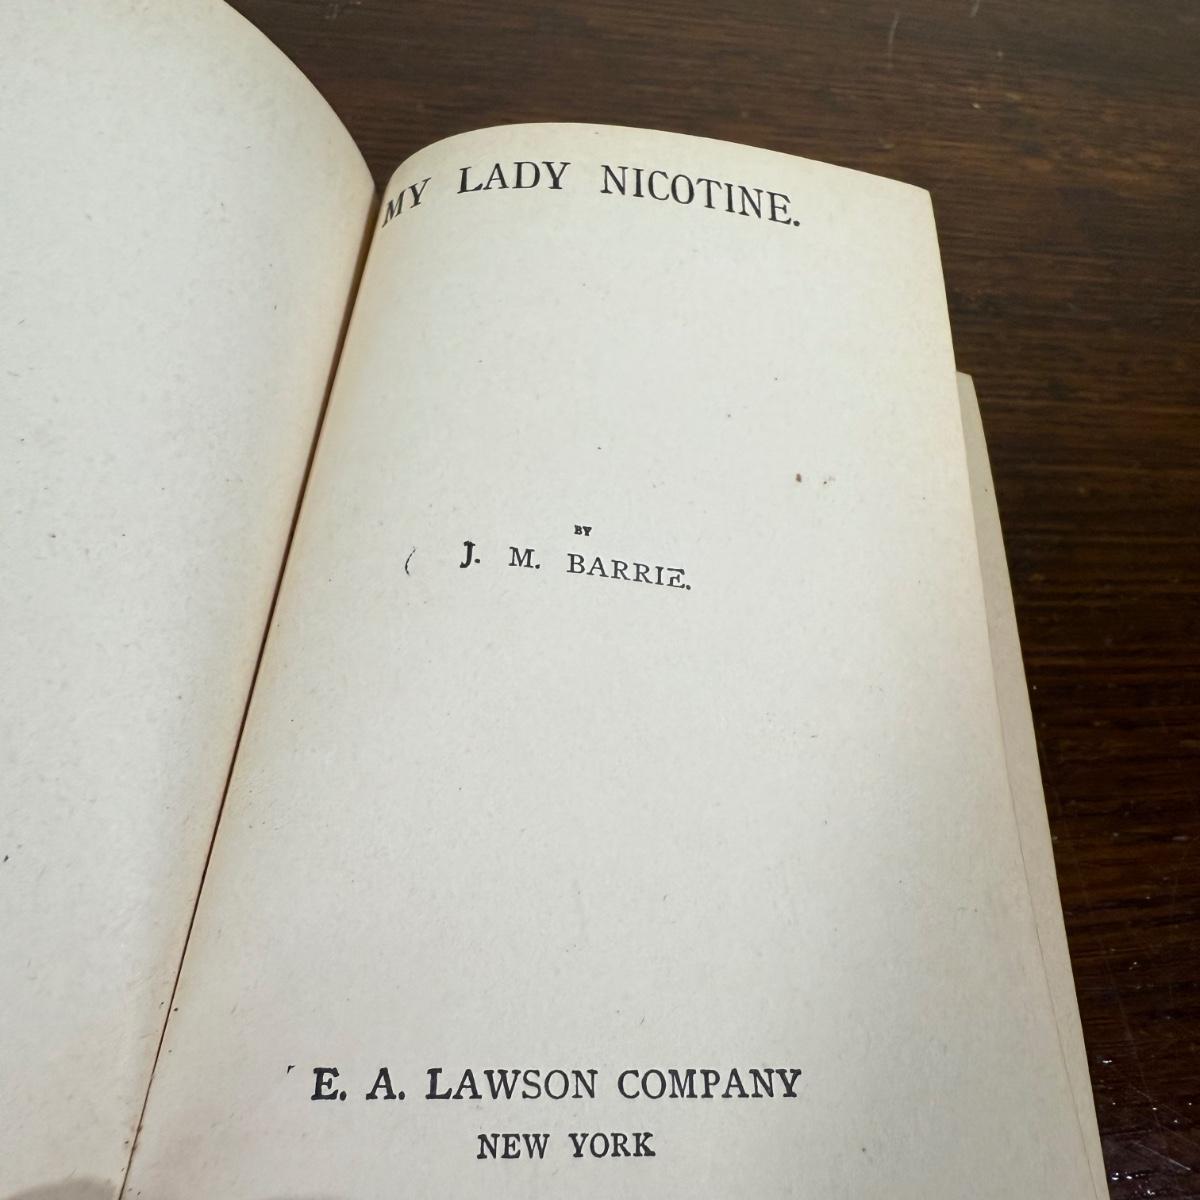 MY LADY NICOTINE.
BY
J. M. BARRIE.
E. A. LAWSON COMPANY
NEW YORK